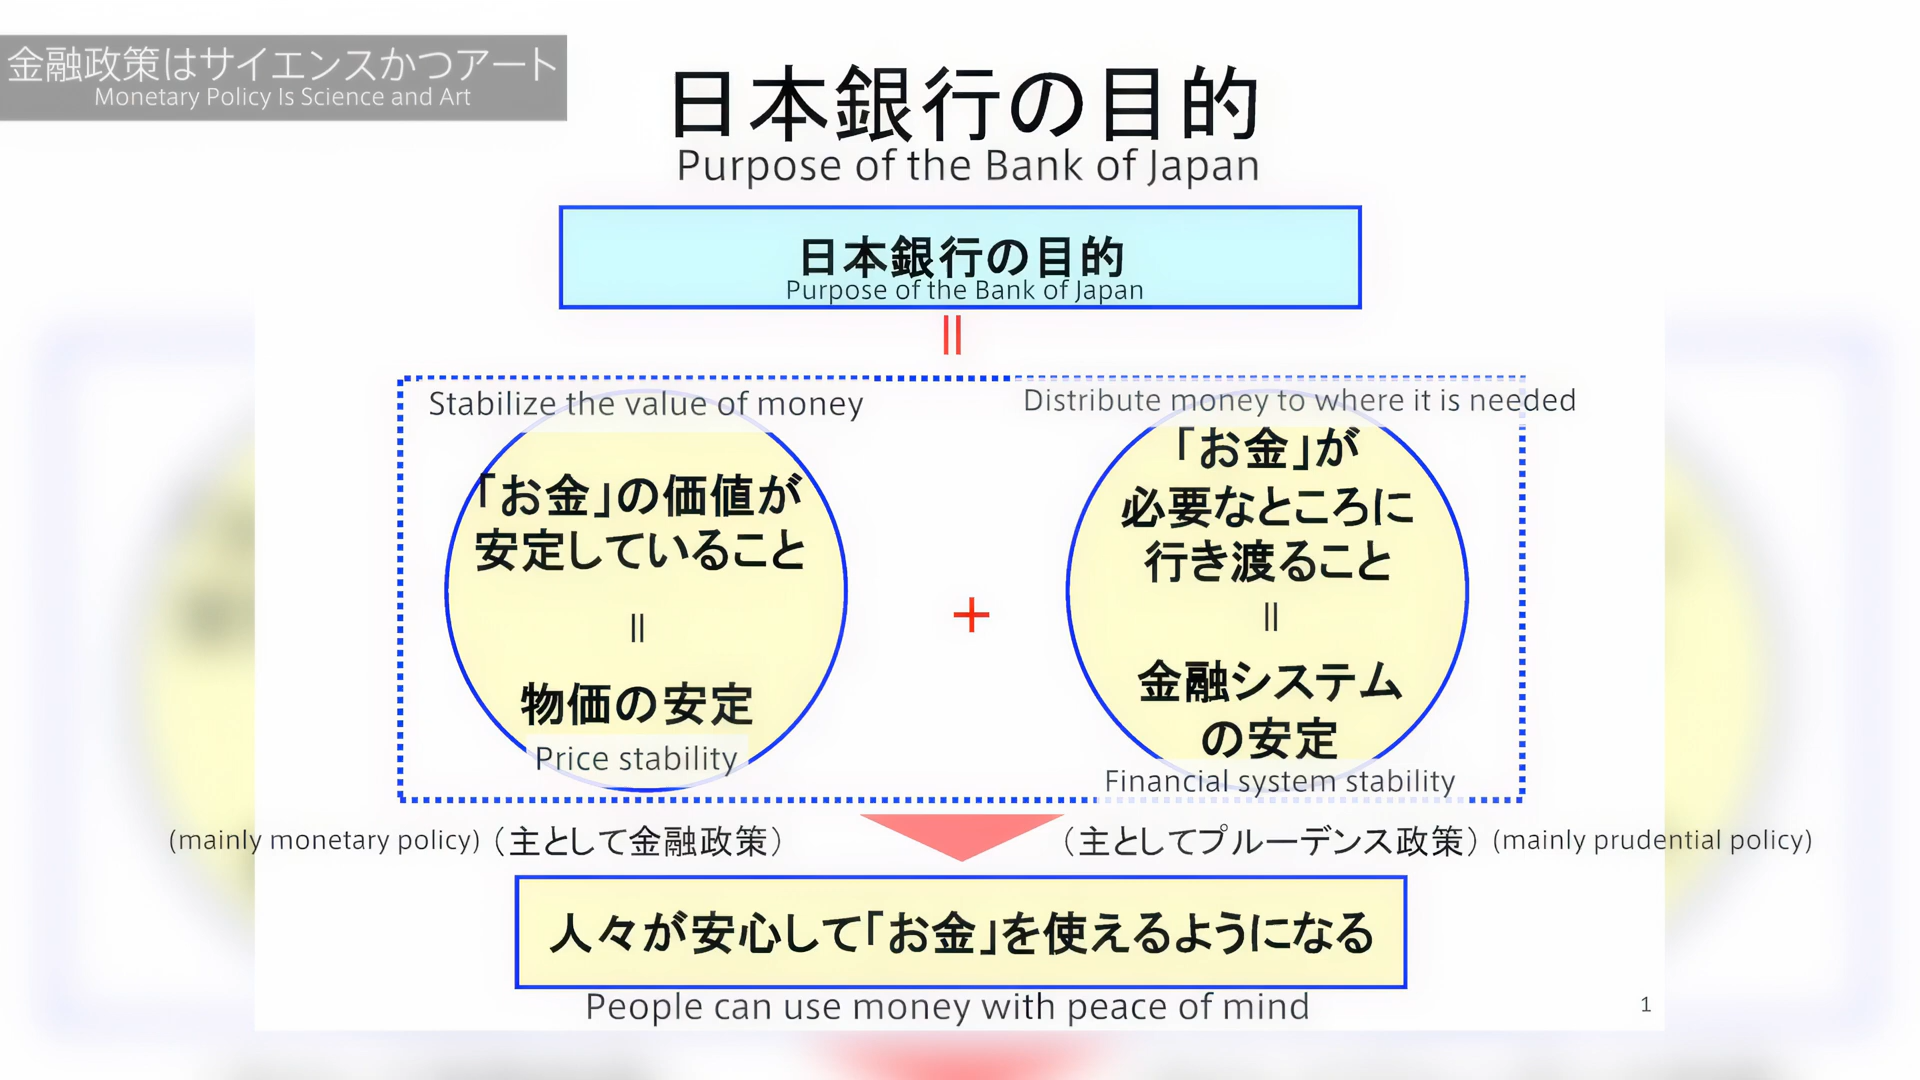 金融政策はサイエンスかつアート
Monetary Policy Is Science and Art
日本銀行の目的
Purpose of the Bank of Japan
日本銀行の目的
Purpose of the Bank of Japan
=
Stabilize the value of money
「お金」の価値が
安定していること
=
物価の安定
Price stability
+
Distribute money to where it is needed
「お金」が
必要なところに
行き渡ること
=
金融システム
の安定
Financial system stability
(mainly monetary policy)（主として金融政策）
（主としてプルーデンス政策）(mainly prudential policy)
人々が安心して「お金」を使えるようになる
People can use money with peace of mind
1